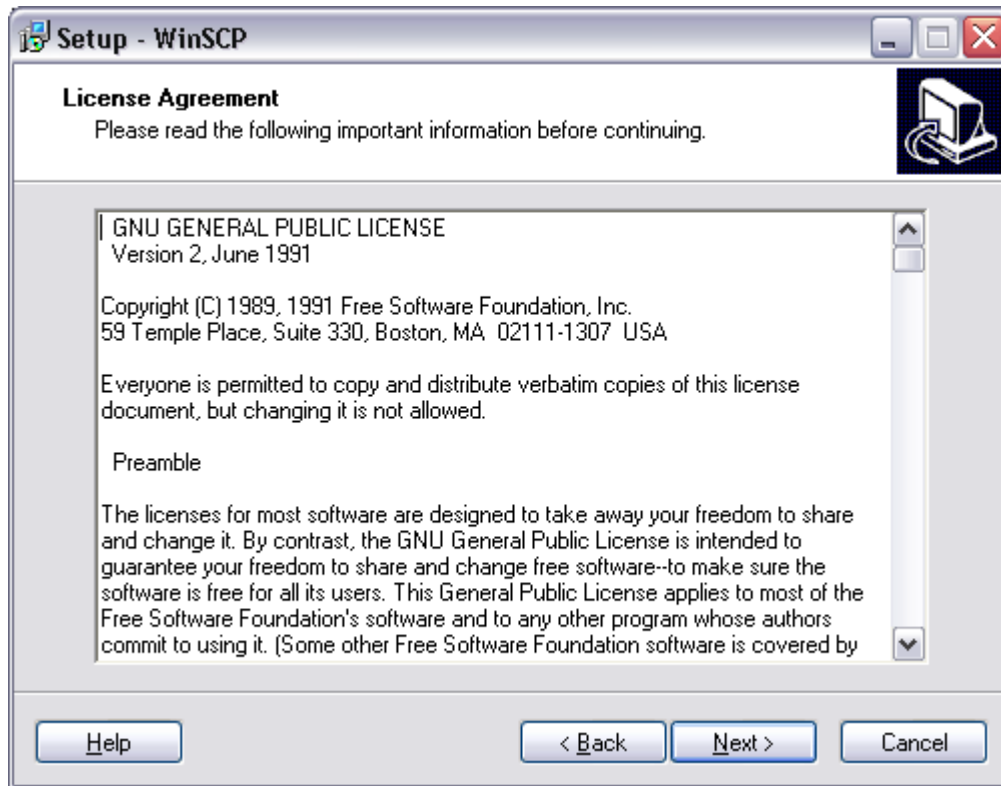 Setup - WinSCP
License Agreement
Please read the following important information before continuing.
GNU GENERAL PUBLIC LICENSE
Version 2, June 1991
Copyright (C) 1989, 1991 Free Software Foundation, Inc.
59 Temple Place, Suite 330, Boston, MA  02111-1307  USA
Everyone is permitted to copy and distribute verbatim copies of this license
document, but changing it is not allowed.
Preamble
The licenses for most software are designed to take away your freedom to share
and change it. By contrast, the GNU General Public License is intended to
guarantee your freedom to share and change free software--to make sure the
software is free for all its users. This General Public License applies to most of the
Free Software Foundation's software and to any other program whose authors
commit to using it. (Some other Free Software Foundation software is covered by
Help
< Back
Next >
Cancel